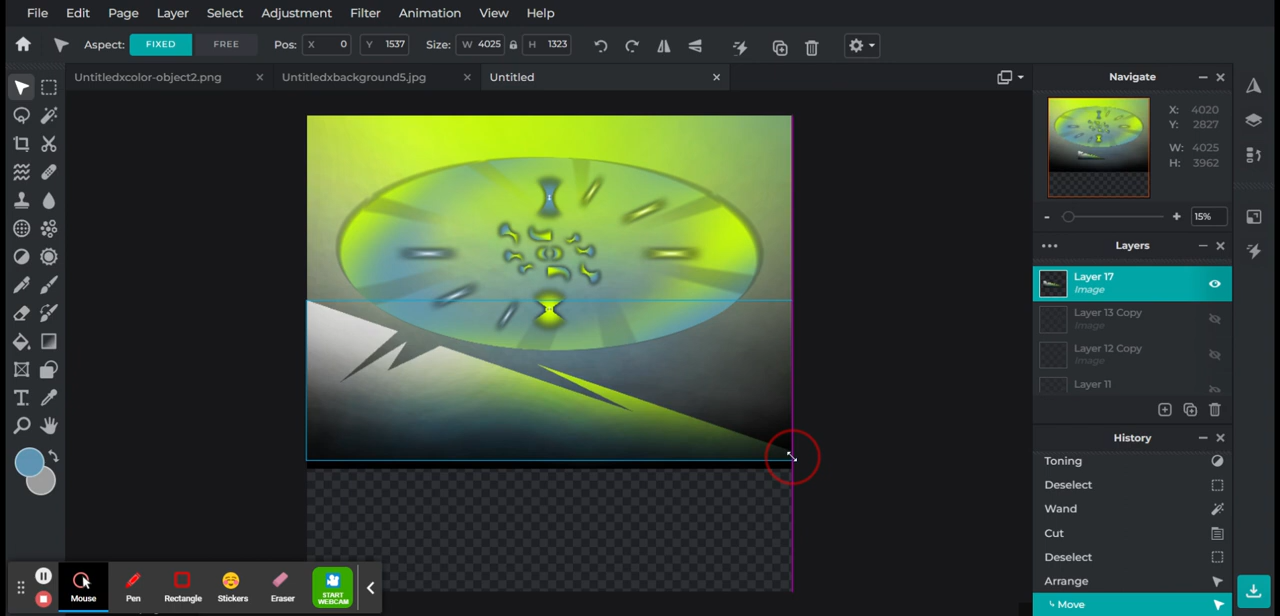 File Edit Page Layer Select Adjustment Filter Animation View Help
Aspect: FIXED FREE Pos: X 0 Y 1537 Size: W 4025 H 1323
Untitledxcolor-object2.png Untitledxbackground5.jpg Untitled
Navigate
X: 4020
Y: 2827
W: 4025
H: 3962
- + 15%
Layers
Layer 17
Image
Layer 13 Copy
Image
Layer 12 Copy
Image
Layer 11
History
Toning
Deselect
Wand
Cut
Deselect
Arrange
Move
Mouse Pen Rectangle Stickers Eraser START
WEBCAM